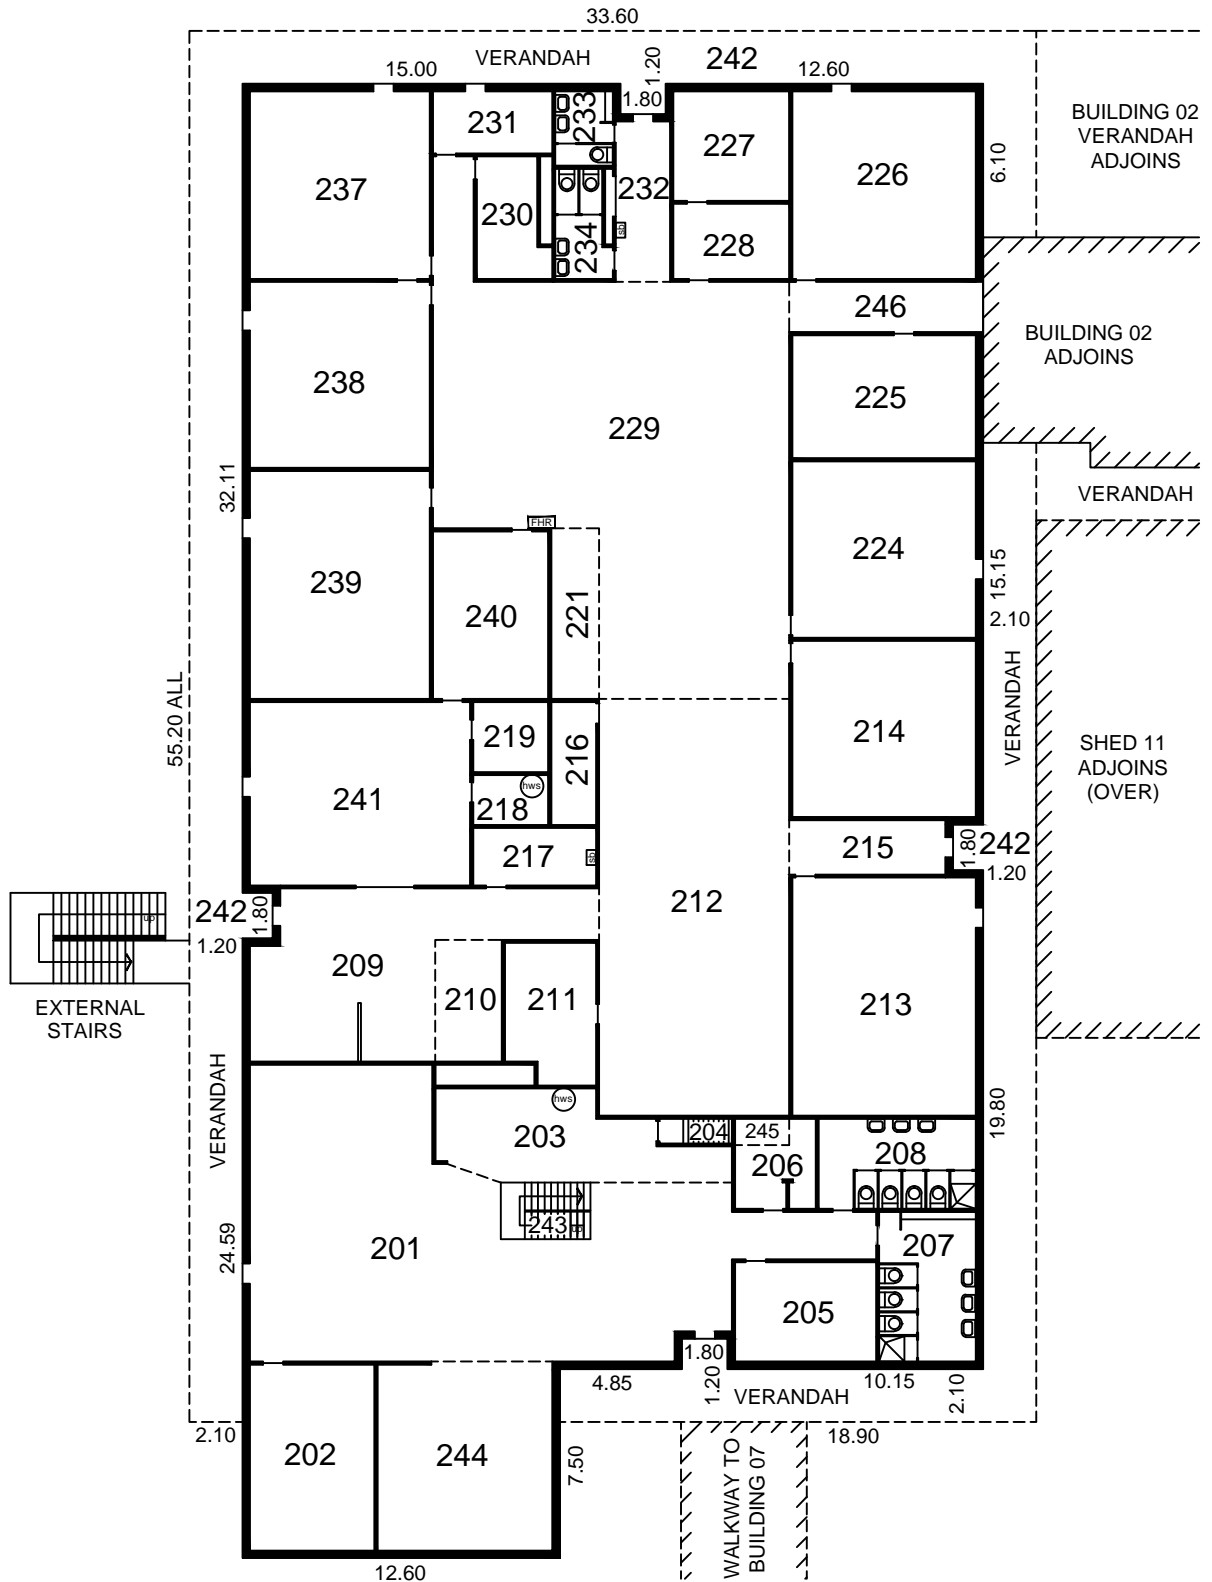 33.60
VERANDAH
242
15.00
1.20
12.60
1.80
231
233
227
BUILDING 02
VERANDAH
ADJOINS
237
232
226
6.10
230
234
sb
228
246
BUILDING 02
ADJOINS
238
225
229
32.11
VERANDAH
FHR
224
239
240
221
15.15
2.10
55.20 ALL
VERANDAH
219
216
214
SHED 11
ADJOINS
(OVER)
241
hws
218
217
sb
215
1.80
242
1.20
up
242
1.80
1.20
212
209
210
211
213
EXTERNAL
STAIRS
VERANDAH
hws
203
204
245
19.80
206
208
243
up
207
24.59
201
205
1.80
4.85
1.20
VERANDAH
10.15
2.10
2.10
18.90
202
244
7.50
WALKWAY TO
BUILDING 07
12.60